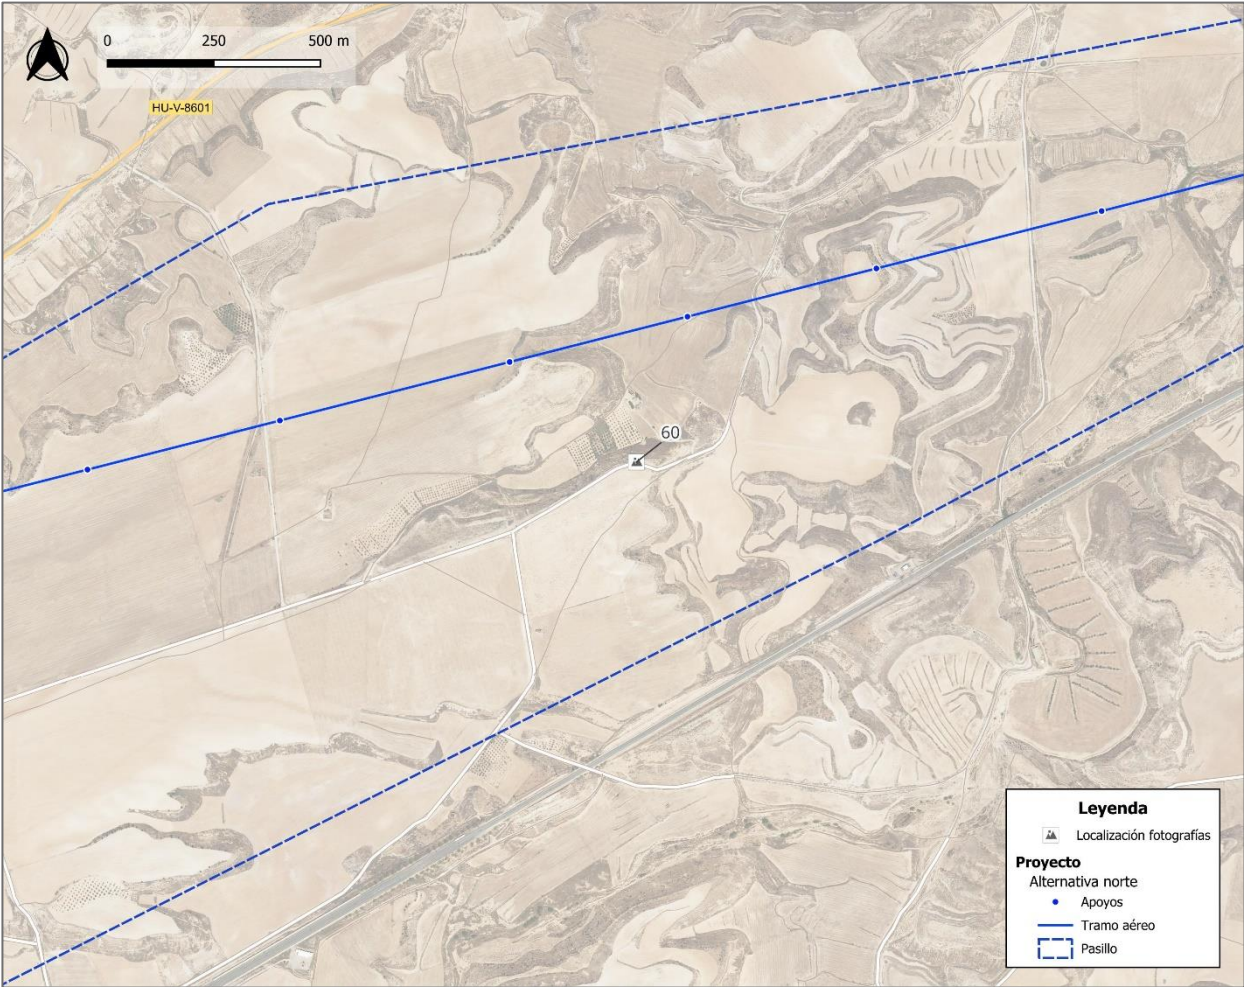 0 250 500 m
HU-V-8601
60
Leyenda
Localización fotografías
Proyecto
Alternativa norte
Apoyos
Tramo aéreo
Pasillo